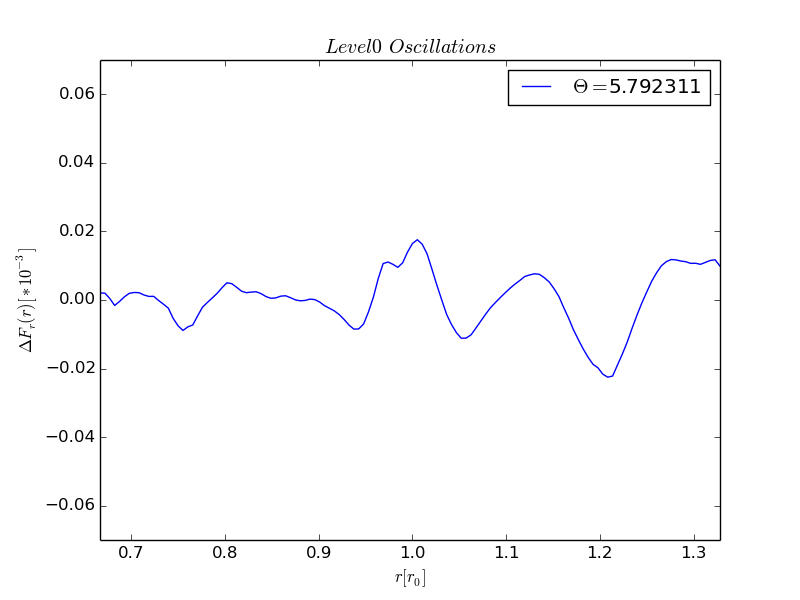 Level0 Oscillations
Θ =5.792311
0.06
0.04
0.02
0.00
−0.02
−0.04
−0.06
ΔF_r(r)[*10^{-3}]
0.7 0.8 0.9 1.0 1.1 1.2 1.3
r[r_0]